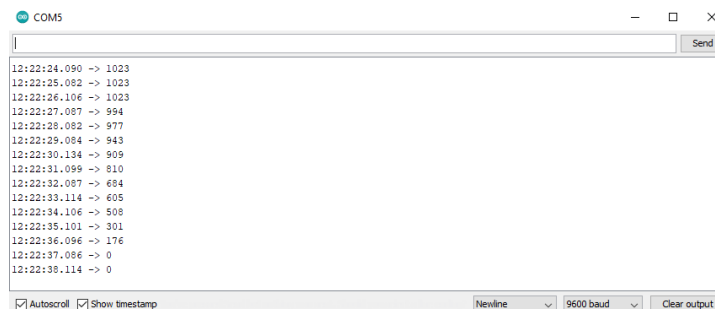 COM5
Send
12:22:24.090 -> 1023
12:22:25.082 -> 1023
12:22:26.106 -> 1023
12:22:27.087 -> 994
12:22:28.082 -> 977
12:22:29.084 -> 943
12:22:30.134 -> 909
12:22:31.099 -> 810
12:22:32.087 -> 684
12:22:33.114 -> 605
12:22:34.106 -> 508
12:22:35.101 -> 301
12:22:36.096 -> 176
12:22:37.086 -> 0
12:22:38.114 -> 0
Autoscroll Show timestamp Newline 9600 baud Clear output